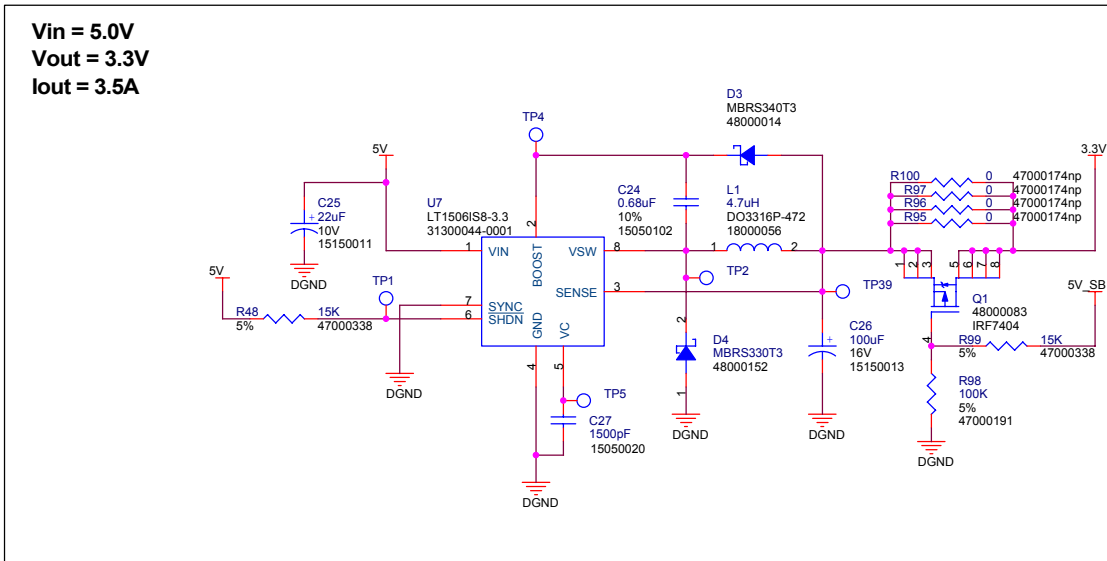 Vin = 5.0V
Vout = 3.3V
Iout = 3.5A
D3
MBRS340T3
48000014
TP4
5V
3.3V
R100 0 47000174np
R97 0 47000174np
R96 0 47000174np
R95 0 47000174np
C25
22uF
10V
15150011
U7
LT1506IS8-3.3
31300044-0001
2
C24
0.68uF
10%
15050102
L1
4.7uH
DO3316P-472
18000056
1 VIN
BOOST
VSW 8
1 2
TP2
1 2 3
5 6 7 8
5V
TP1
SENSE 3
TP39
Q1
48000083
IRF7404
5V_SB
R48 15K
5% 47000338
7 SYNC
6 SHDN
GND
VC
4
5
2
D4
MBRS330T3
48000152
1
C26
100uF
16V
15150013
4
R99 15K
5% 47000338
R98
100K
5%
47000191
DGND
TP5
C27
1500pF
15050020
DGND
DGND
DGND
DGND